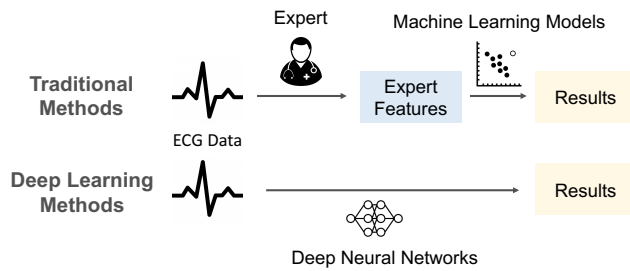 Expert
Machine Learning Models
Traditional
Methods
Expert
Features
Results
ECG Data
Deep Learning
Methods
Results
Deep Neural Networks